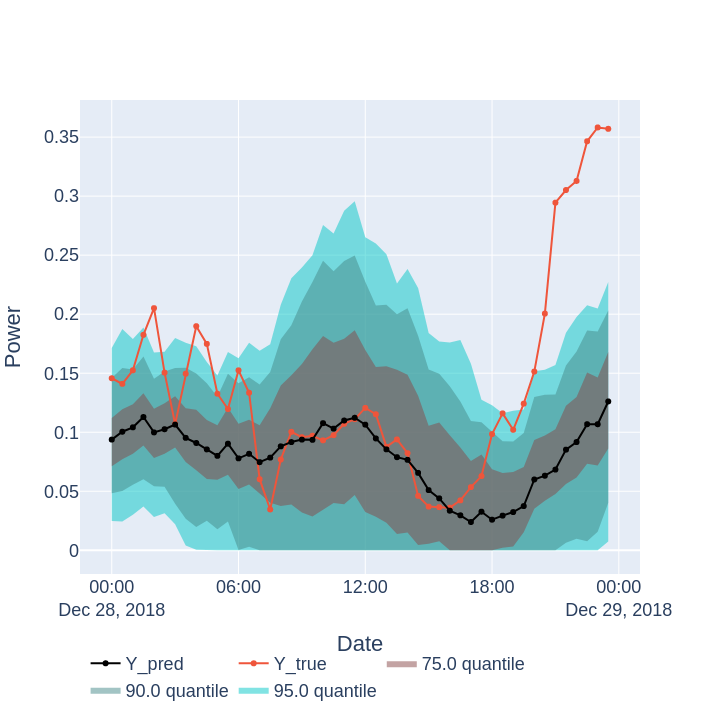 0.35
0.3
0.25
0.2
0.15
0.1
0.05
0
Power
00:00 06:00 12:00 18:00 00:00
Dec 28, 2018 Dec 29, 2018
Date
Y_pred Y_true 75.0 quantile
90.0 quantile 95.0 quantile